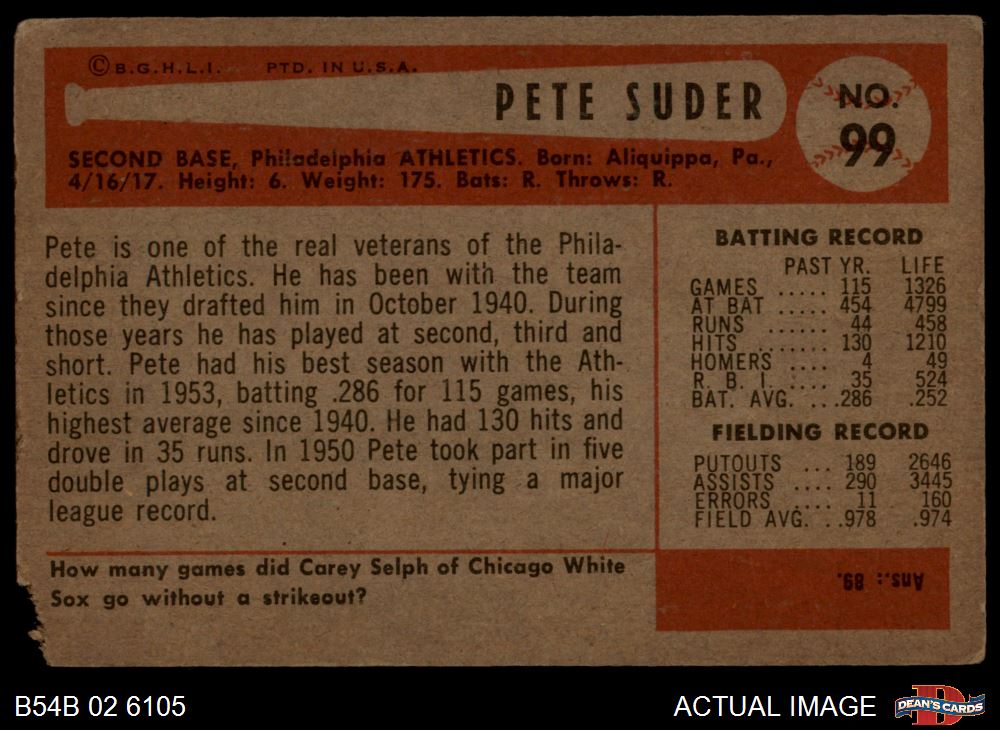 © B.G.H.L.I. PTD. IN U.S.A.
PETE SUDER
NO.
99
SECOND BASE, Philadelphia ATHLETICS. Born: Aliquippa, Pa.,
4/16/17. Height: 6. Weight: 175. Bats: R. Throws: R.
Pete is one of the real veterans of the Phila-
delphia Athletics. He has been with the team
since they drafted him in October 1940. During
those years he has played at second, third and
short. Pete had his best season with the Ath-
letics in 1953, batting .286 for 115 games, his
highest average since 1940. He had 130 hits and
drove in 35 runs. In 1950 Pete took part in five
double plays at second base, tying a major
league record.
BATTING RECORD
PAST YR. LIFE
GAMES ..... 115 1326
AT BAT ..... 454 4799
RUNS ...... 44 458
HITS ....... 130 1210
HOMERS .... 4 49
R. B. I. ..... 35 524
BAT. AVG. ... .286 .252
FIELDING RECORD
PUTOUTS ... 189 2646
ASSISTS .... 290 3445
ERRORS .... 11 160
FIELD AVG. . .978 .974
How many games did Carey Selph of Chicago White
Sox go without a strikeout?
Ans.: 89.
B54B 02 6105
ACTUAL IMAGE
D
DEAN'S CARDS